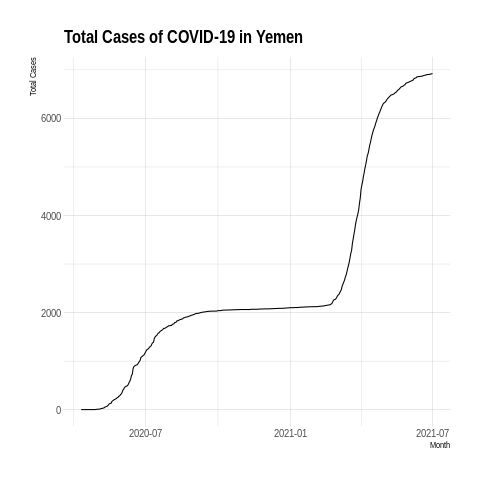 Total Cases of COVID-19 in Yemen
Total Cases
6000
4000
2000
0
2020-07
2021-01
2021-07
Month